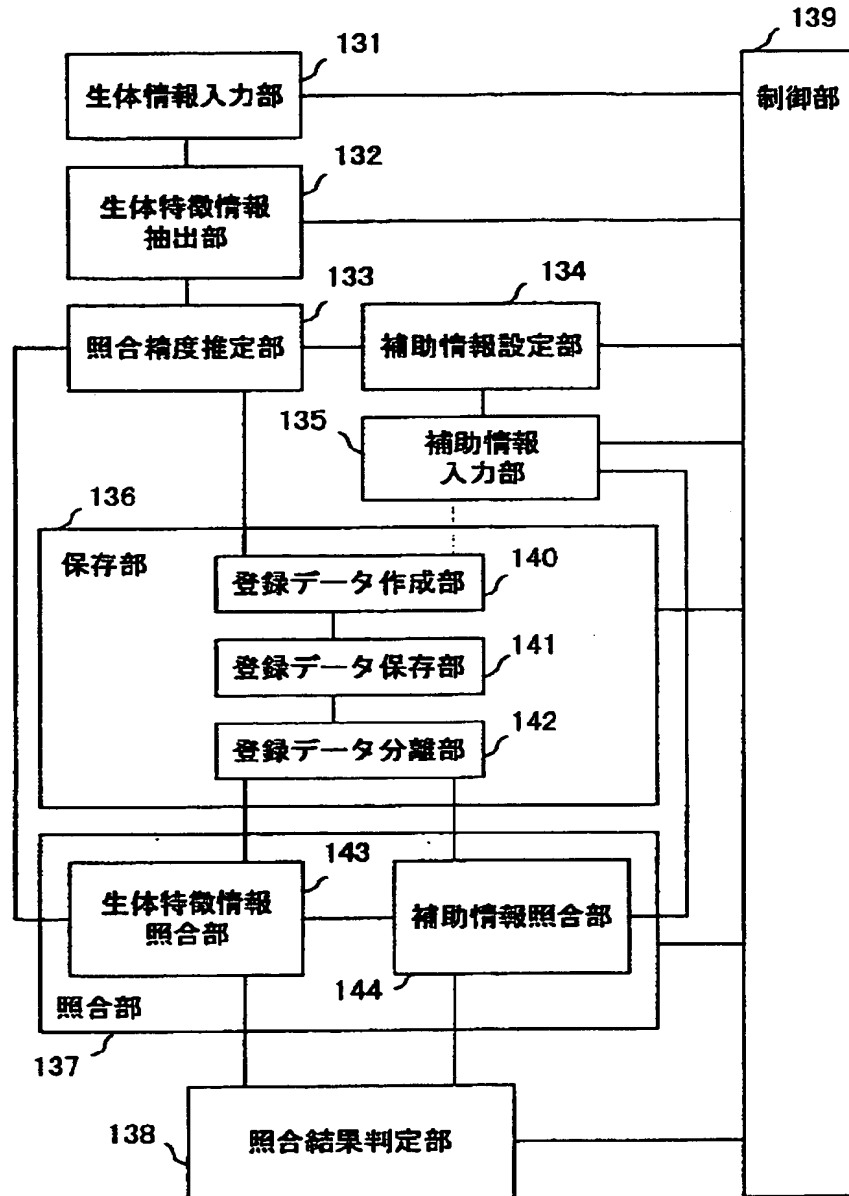 139
131
生体情報入力部
制御部
132
生体特徴情報
抽出部
133
134
照合精度推定部
補助情報設定部
135
補助情報
入力部
136
保存部
登録データ作成部
140
登録データ保存部
141
登録データ分離部
142
143
生体特徴情報
照合部
補助情報照合部
144
照合部
137
138
照合結果判定部